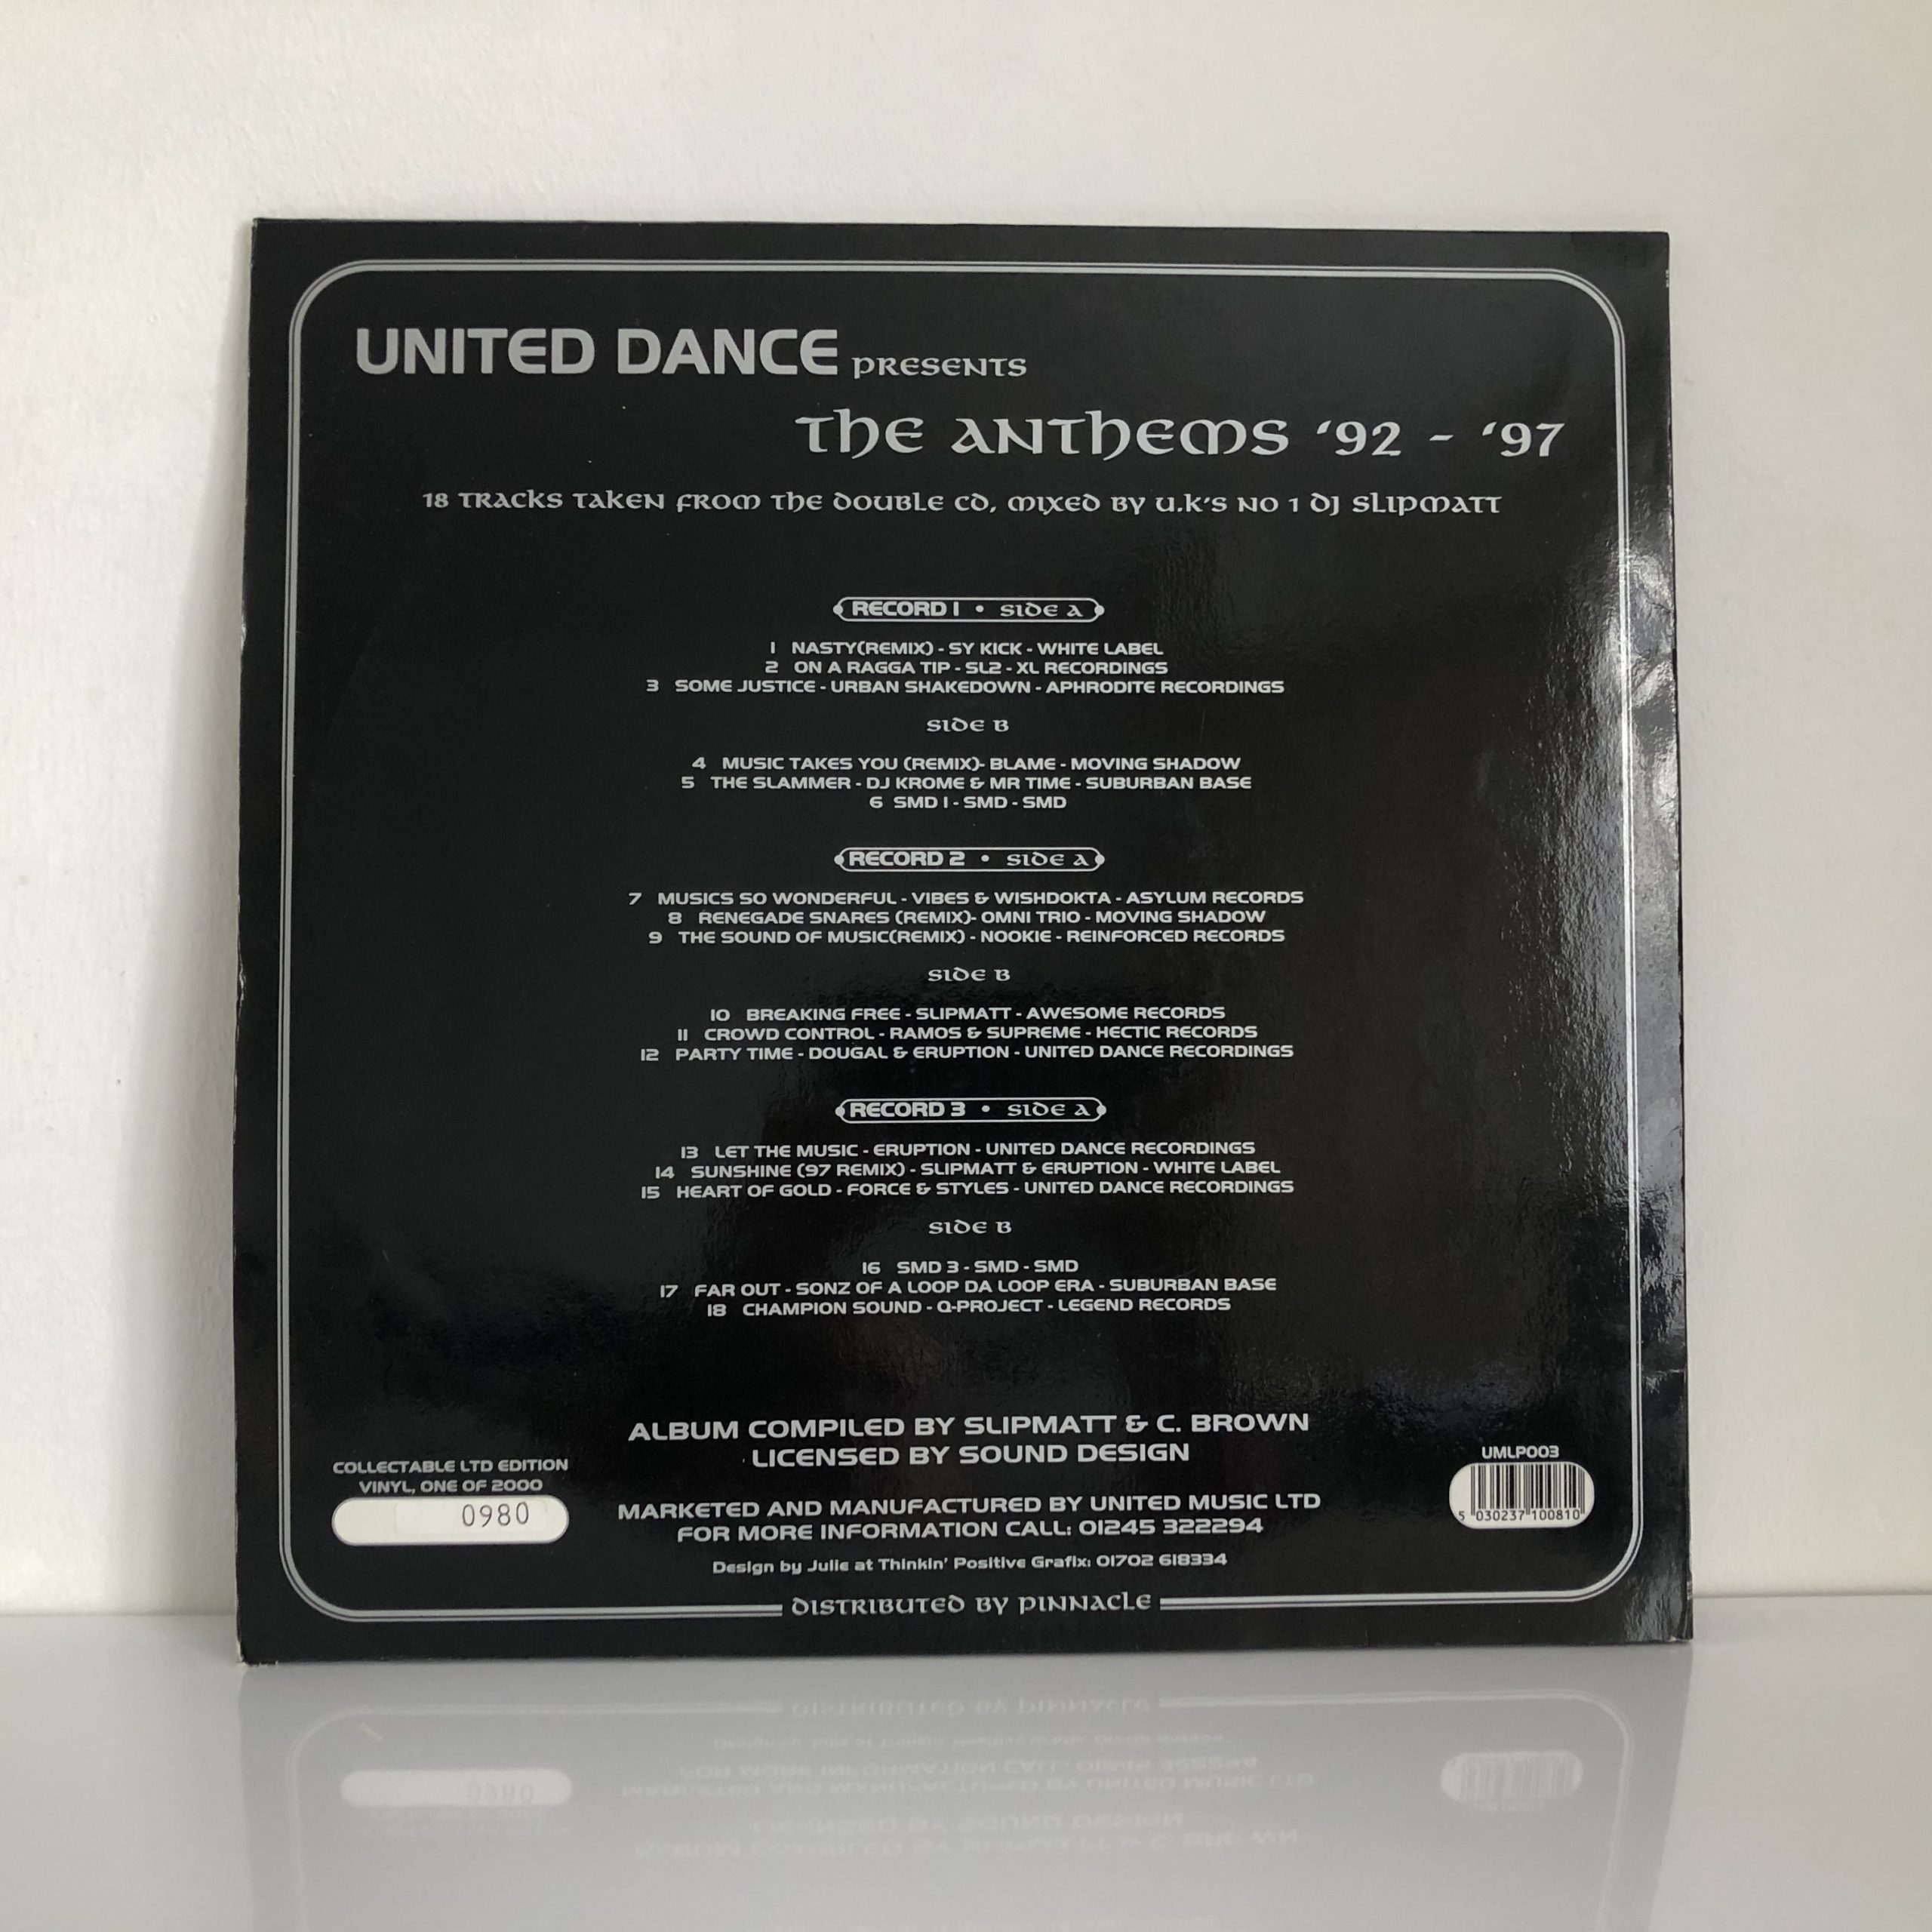 UNITED DANCE PRESENTS
THE ANTHEMS '92 - '97
18 TRACKS TAKEN FROM THE DOUBLE CD, MIXED BY U.K'S NO 1 DJ SLIPMATT
RECORD 1 • SIDE A
1 NASTY(REMIX) - SY KICK - WHITE LABEL
2 ON A RAGGA TIP - SL2 - XL RECORDINGS
3 SOME JUSTICE - URBAN SHAKEDOWN - APHRODITE RECORDINGS
SIDE B
4 MUSIC TAKES YOU (REMIX)- BLAME - MOVING SHADOW
5 THE SLAMMER - DJ KROME & MR TIME - SUBURBAN BASE
6 SMD 1 - SMD - SMD
RECORD 2 • SIDE A
7 MUSICS SO WONDERFUL - VIBES & WISHDOKTA - ASYLUM RECORDS
8 RENEGADE SNARES (REMIX)- OMNI TRIO - MOVING SHADOW
9 THE SOUND OF MUSIC(REMIX) - NOOKIE - REINFORCED RECORDS
SIDE B
10 BREAKING FREE - SLIPMATT - AWESOME RECORDS
11 CROWD CONTROL - RAMOS & SUPREME - HECTIC RECORDS
12 PARTY TIME - DOUGAL & ERUPTION - UNITED DANCE RECORDINGS
RECORD 3 • SIDE A
13 LET THE MUSIC - ERUPTION - UNITED DANCE RECORDINGS
14 SUNSHINE (97 REMIX) - SLIPMATT & ERUPTION - WHITE LABEL
15 HEART OF GOLD - FORCE & STYLES - UNITED DANCE RECORDINGS
SIDE B
16 SMD 3 - SMD - SMD
17 FAR OUT - SONZ OF A LOOP DA LOOP ERA - SUBURBAN BASE
18 CHAMPION SOUND - Q-PROJECT - LEGEND RECORDS
ALBUM COMPILED BY SLIPMATT & C. BROWN
LICENSED BY SOUND DESIGN
COLLECTABLE LTD EDITION
VINYL, ONE OF 2000
0980
MARKETED AND MANUFACTURED BY UNITED MUSIC LTD
FOR MORE INFORMATION CALL: 01245 322294
Design by Julie at Thinkin' Positive Grafix: 01702 618334
UMLP003
5 030237 100810
DISTRIBUTED BY PINNACLE